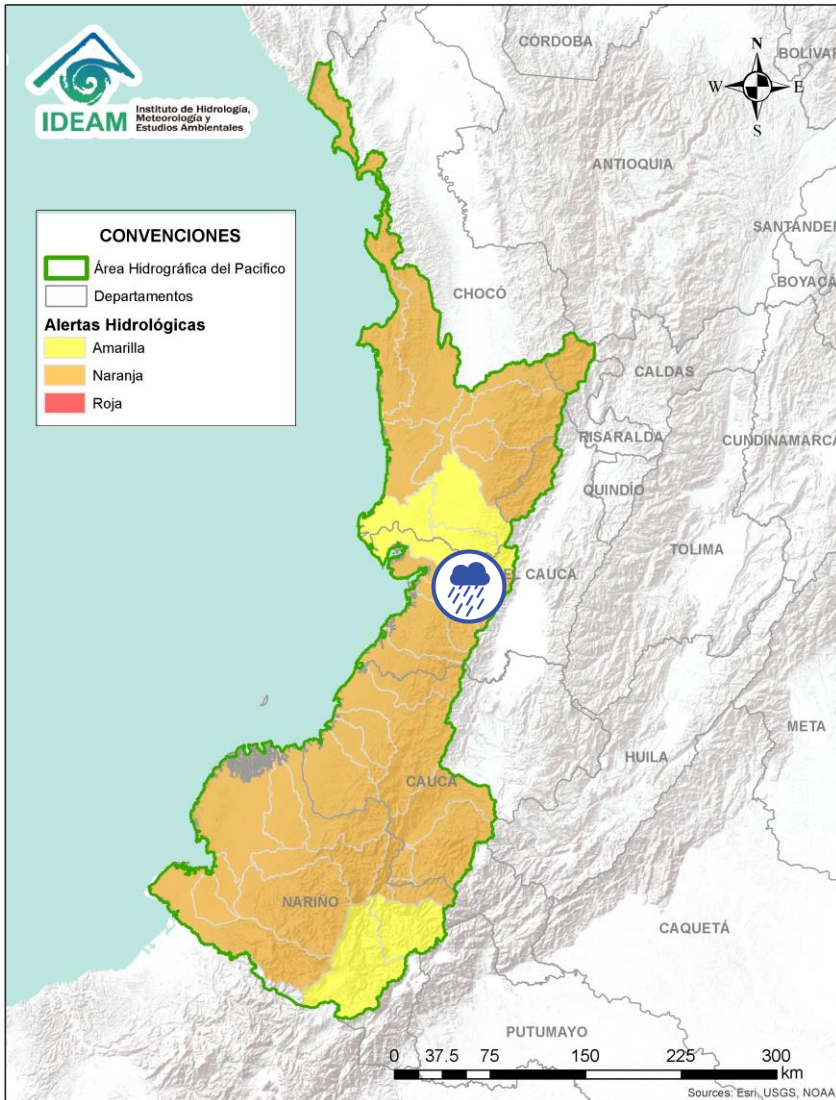 IDEAM
Instituto de Hidrología,
Meteorología y
Estudios Ambientales
CONVENCIONES
Área Hidrográfica del Pacifico
Departamentos
Alertas Hidrológicas
Amarilla
Naranja
Roja
N
W
E
S
CÓRDOBA
BOLÍVAR
ANTIOQUIA
SANTANDER
BOYACÁ
CHOCÓ
CALDAS
RISARALDA
CUNDINAMARCA
QUINDÍO
TOLIMA
EL CAUCA
META
HUILA
CAUCA
NARIÑO
CAQUETÁ
PUTUMAYO
0 37.5 75 150 225 300
km
Sources: Esri, USGS, NOAA